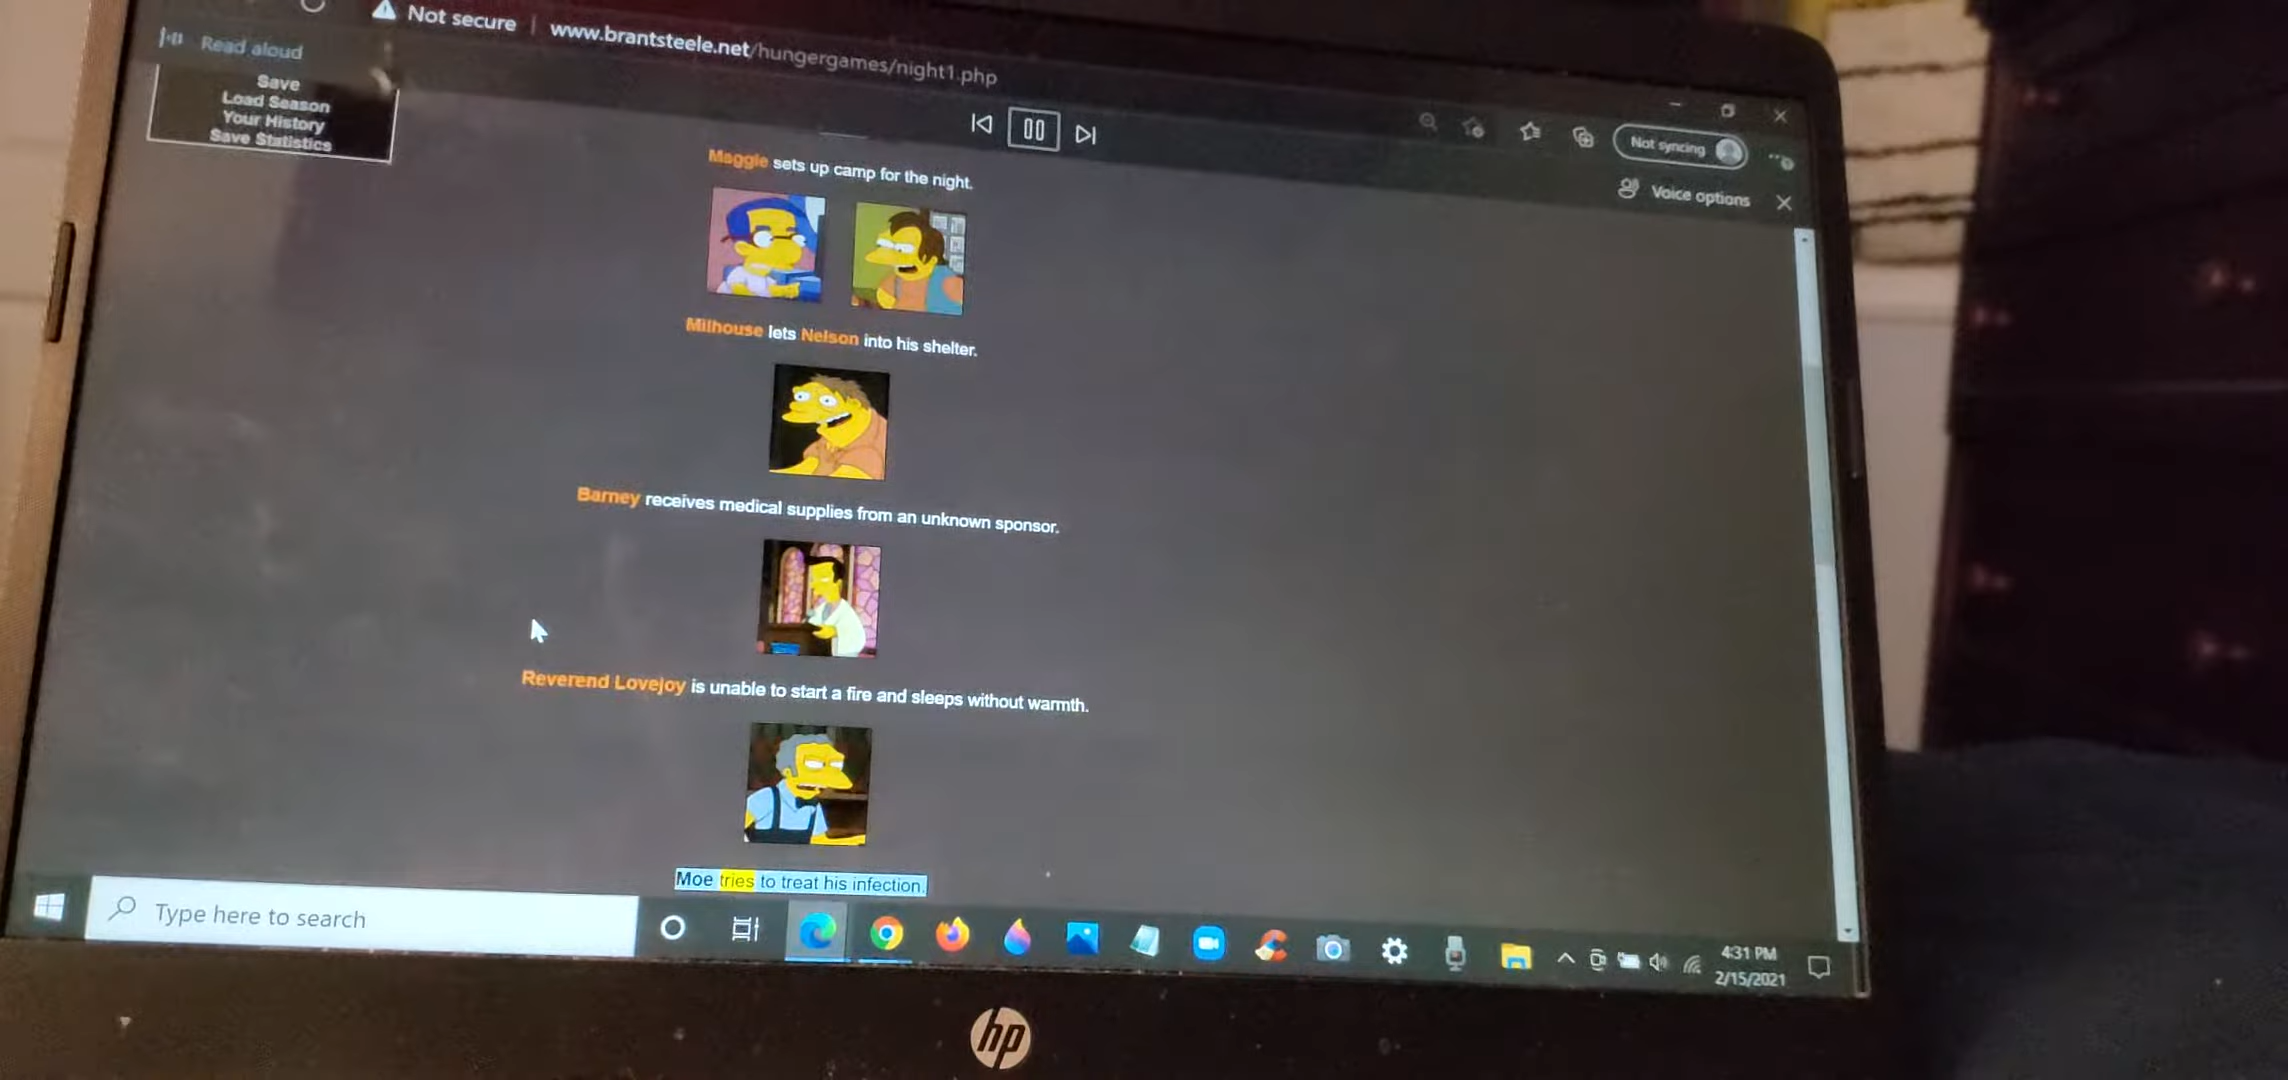 Not secure | www.brantsteele.net/hungergames/night1.php
Read aloud
Save
Load Season
Your History
Save Statistics
Not syncing
Voice options
Maggie sets up camp for the night.
Milhouse lets Nelson into his shelter.
Barney receives medical supplies from an unknown sponsor.
Reverend Lovejoy is unable to start a fire and sleeps without warmth.
Moe tries to treat his infection.
Type here to search
4:31 PM
2/15/2021
hp